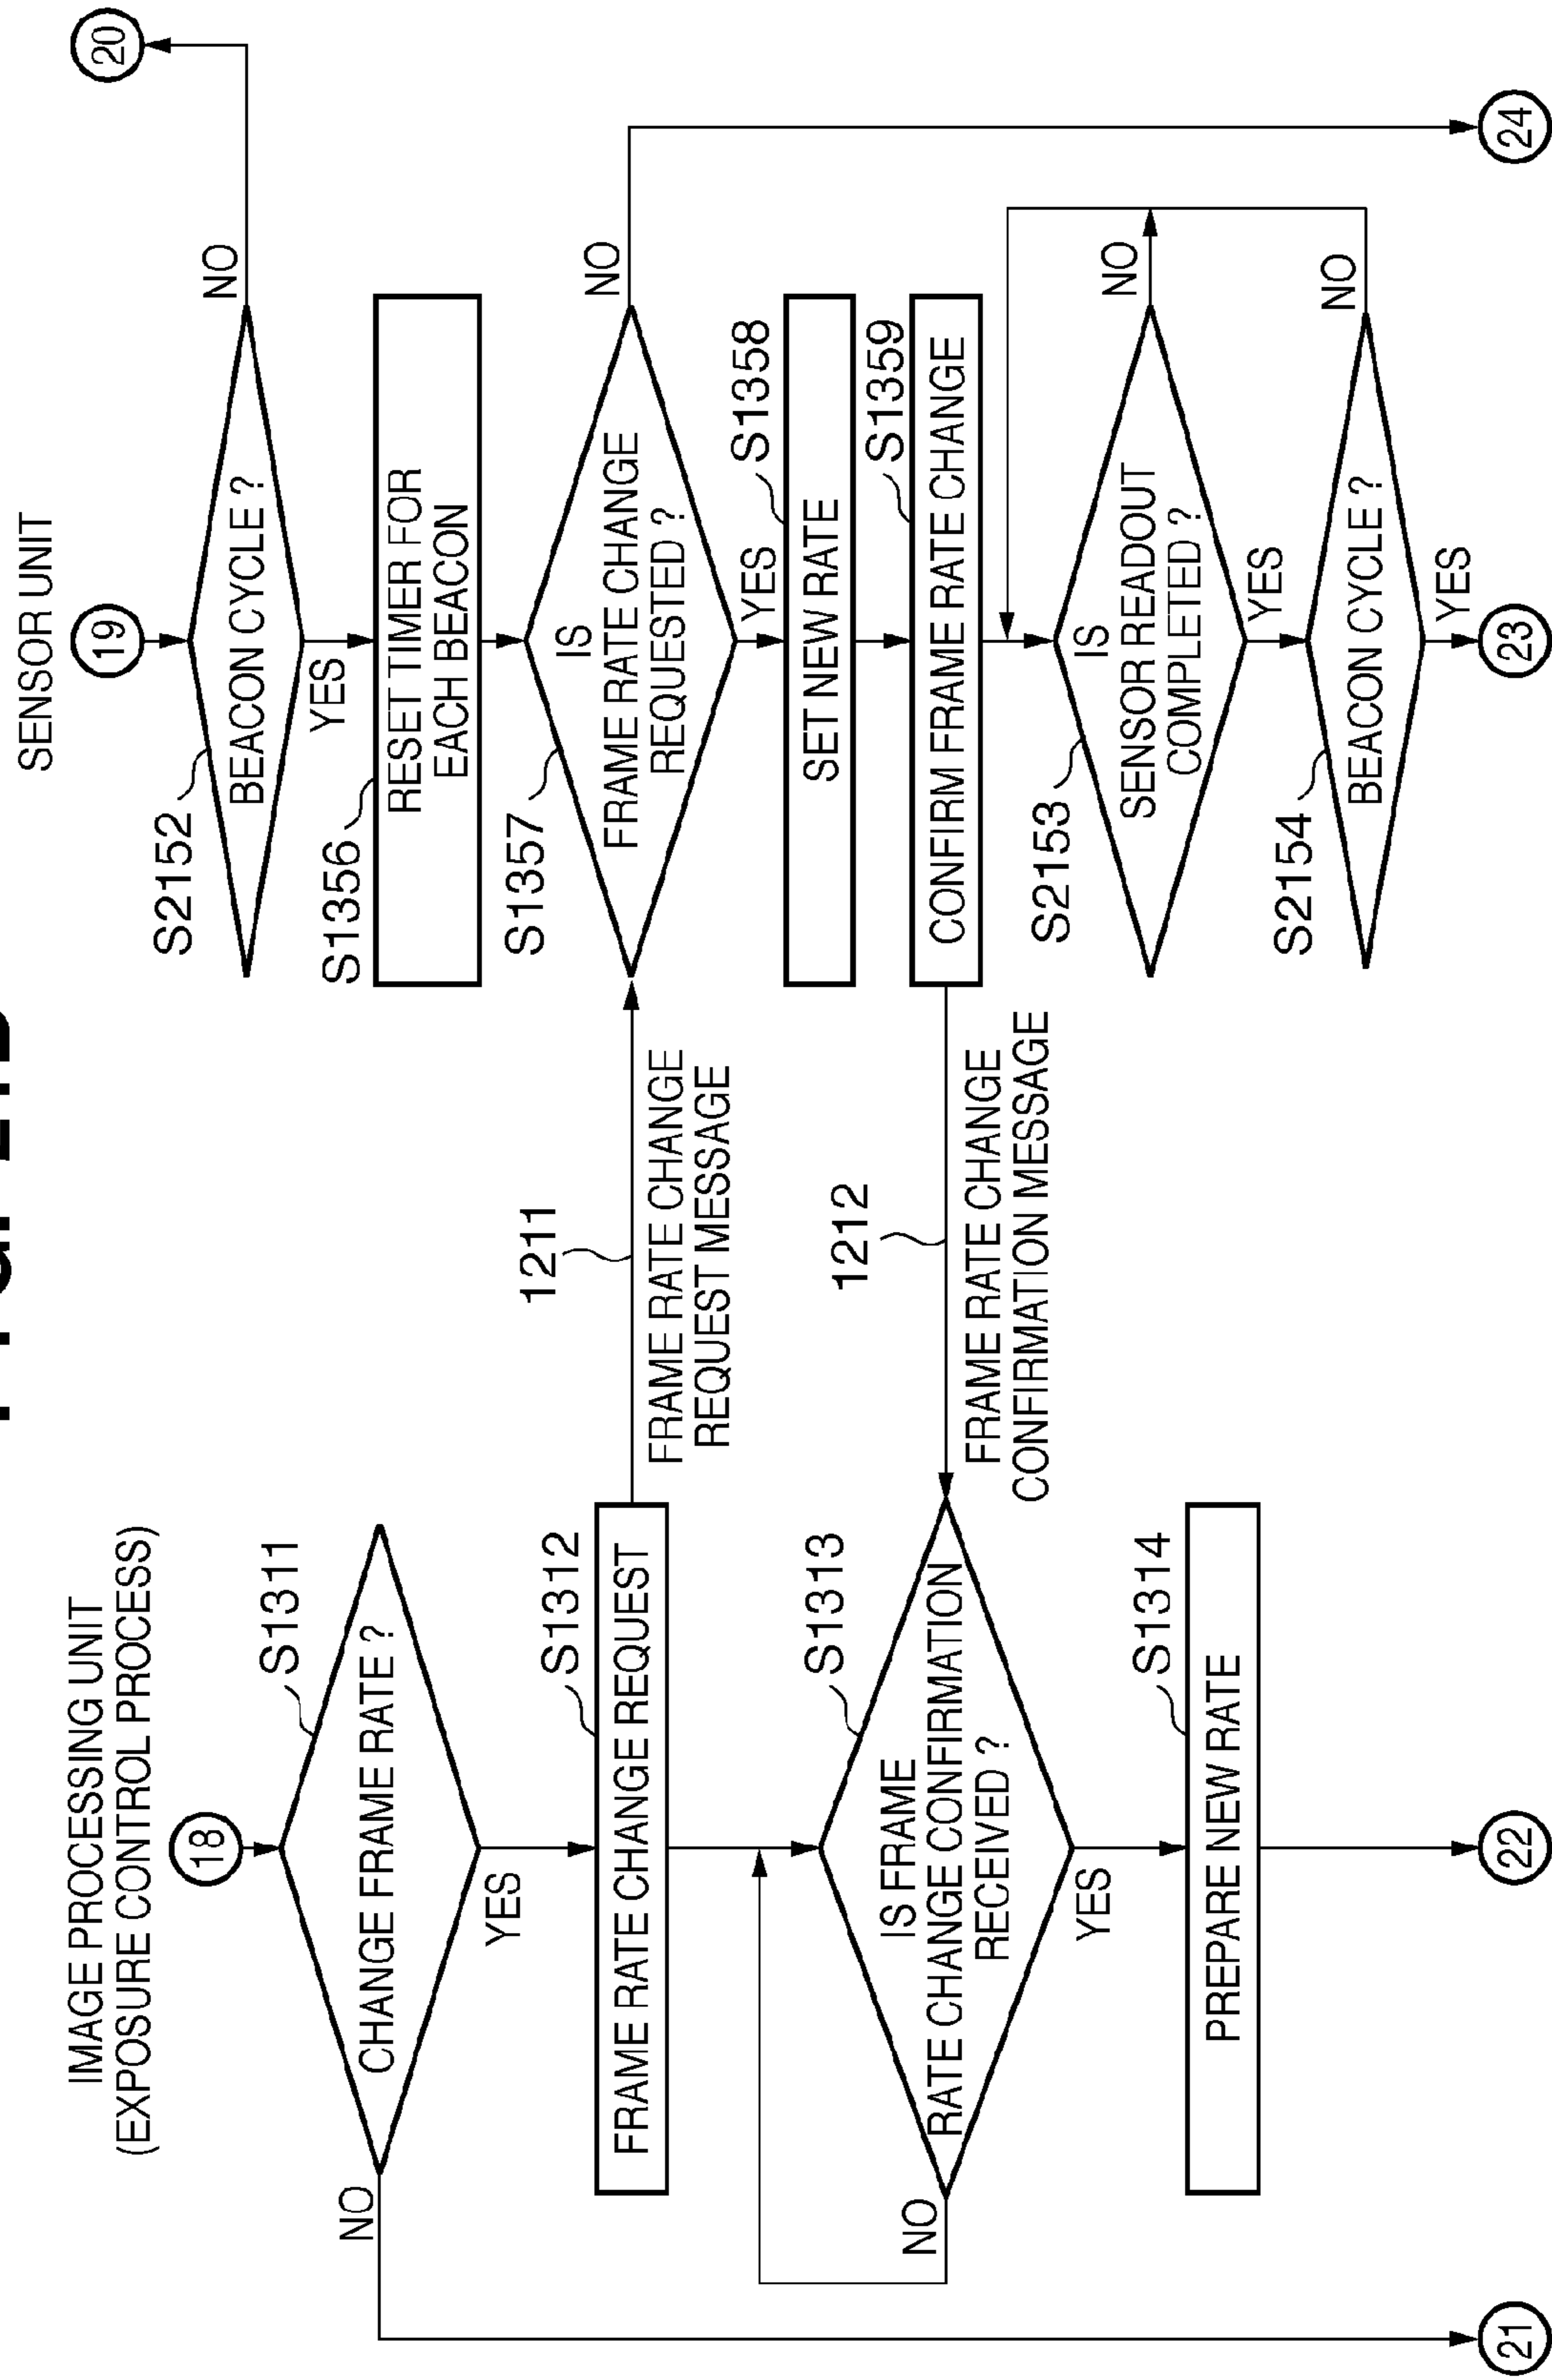 IMAGE PROCESSING UNIT
(EXPOSURE CONTROL PROCESS)
18
S1311
CHANGE FRAME RATE ?
NO
YES
S1312
FRAME RATE CHANGE REQUEST
S1313
IS FRAME
RATE CHANGE CONFIRMATION
RECEIVED ?
NO
YES
S1314
PREPARE NEW RATE
21
22
1211
FRAME RATE CHANGE
REQUEST MESSAGE
1212
FRAME RATE CHANGE
CONFIRMATION MESSAGE
SENSOR UNIT
19
20
S2152
BEACON CYCLE ?
NO
YES
S1356
RESET TIMER FOR
EACH BEACON
S1357
IS
FRAME RATE CHANGE
REQUESTED ?
NO
YES
S1358
SET NEW RATE
S1359
CONFIRM FRAME RATE CHANGE
S2153
IS
SENSOR READOUT
COMPLETED ?
NO
YES
S2154
BEACON CYCLE ?
NO
YES
23
24